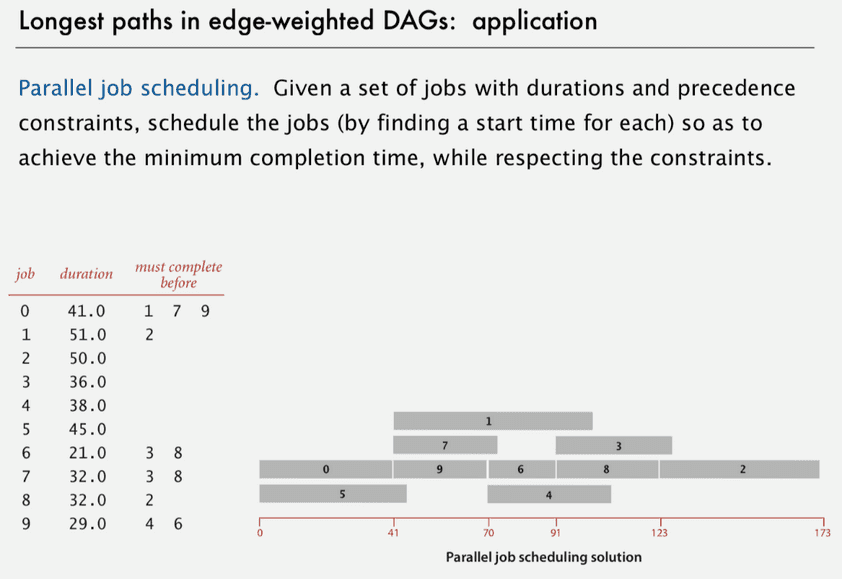 Longest paths in edge-weighted DAGs: application
Parallel job scheduling. Given a set of jobs with durations and precedence
constraints, schedule the jobs (by finding a start time for each) so as to
achieve the minimum completion time, while respecting the constraints.
job duration must complete
before
0 41.0 1 7 9
1 51.0 2
2 50.0
3 36.0
4 38.0
5 45.0
6 21.0 3 8
7 32.0 3 8
8 32.0 2
9 29.0 4 6
1
7 3
0 9 6 8 2
5 4
0 41 70 91 123 173
Parallel job scheduling solution